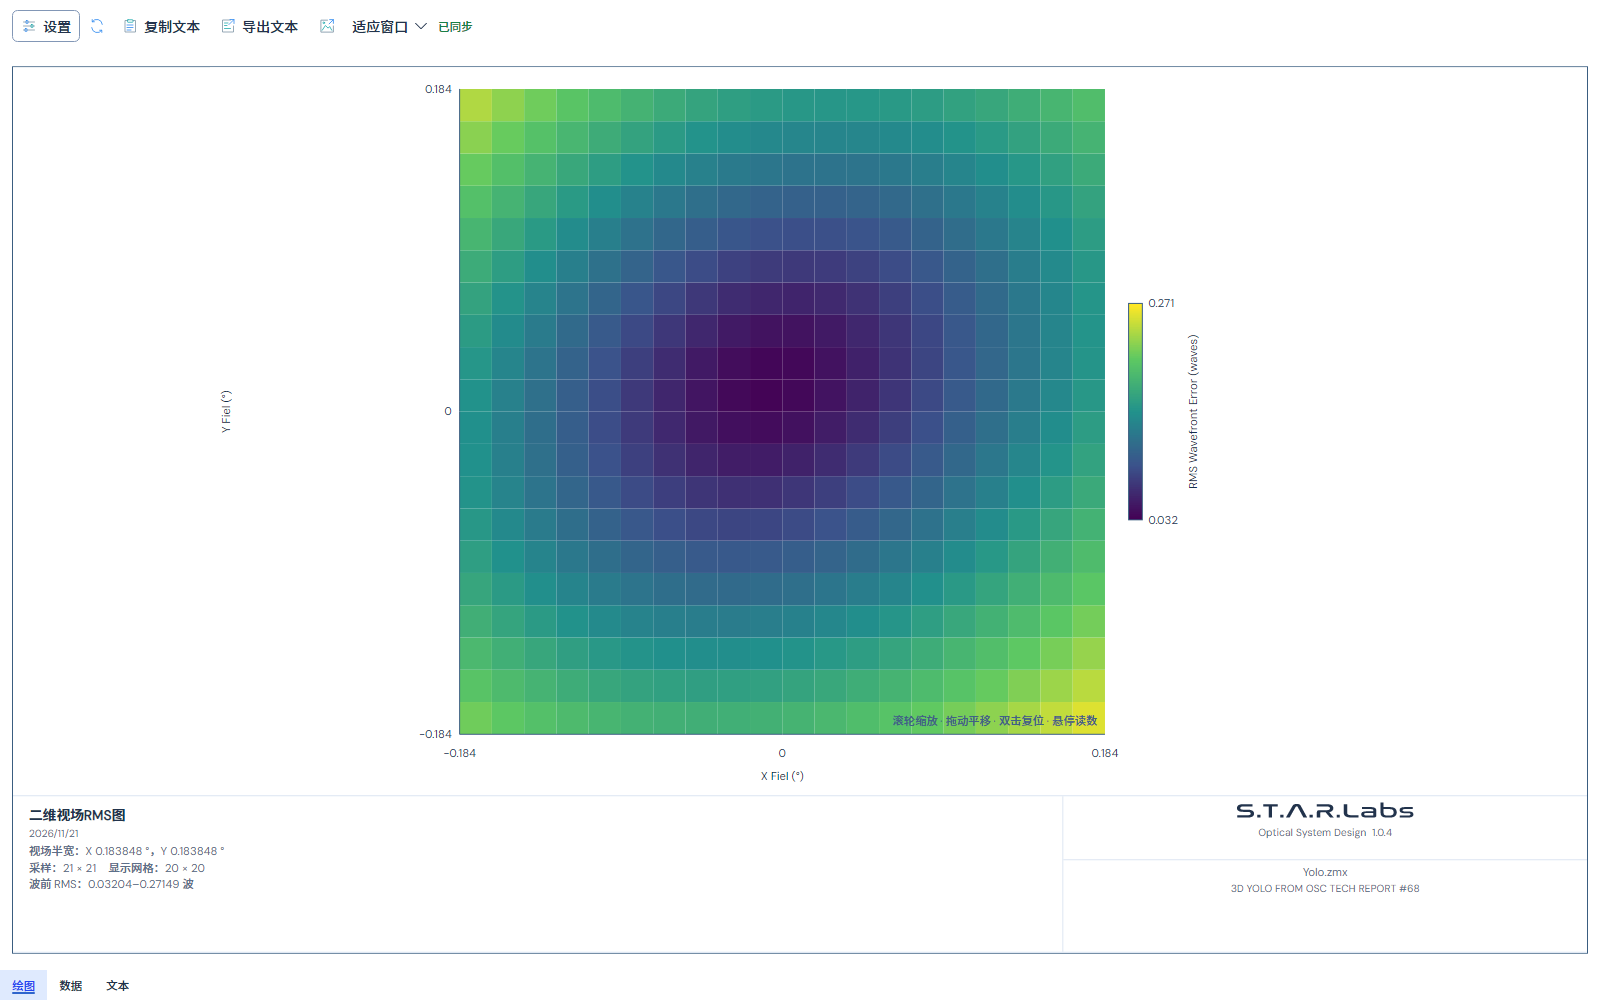 设置 复制文本 导出文本 适应窗口 已同步
0.184
0
-0.184
Y Fiel (°)
-0.184 0 0.184
X Fiel (°)
滚轮缩放 · 拖动平移 · 双击复位 · 悬停读数
0.271
0.032
RMS Wavefront Error (waves)
二维视场RMS图
2026/11/21
视场半宽：X 0.183848 °，Y 0.183848 °
采样：21 × 21 显示网格：20 × 20
波前 RMS：0.03204–0.27149 波
S.T.A.R.Labs
Optical System Design 1.0.4
Yolo.zmx
3D YOLO FROM OSC TECH REPORT #68
绘图 数据 文本